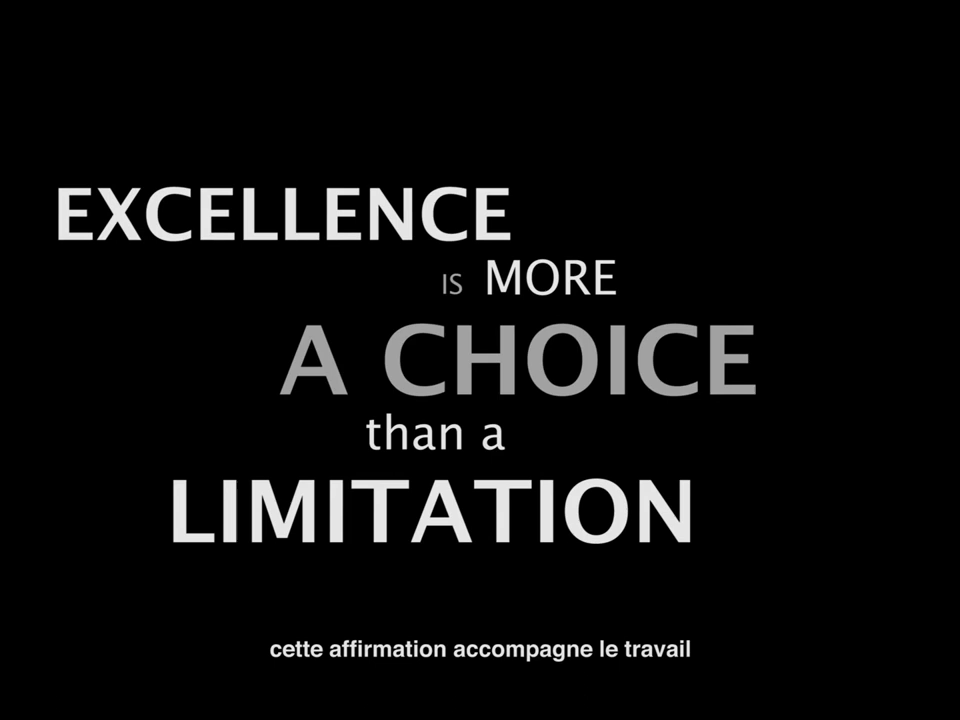 EXCELLENCE
IS MORE
A CHOICE
than a
LIMITATION
cette affirmation accompagne le travail